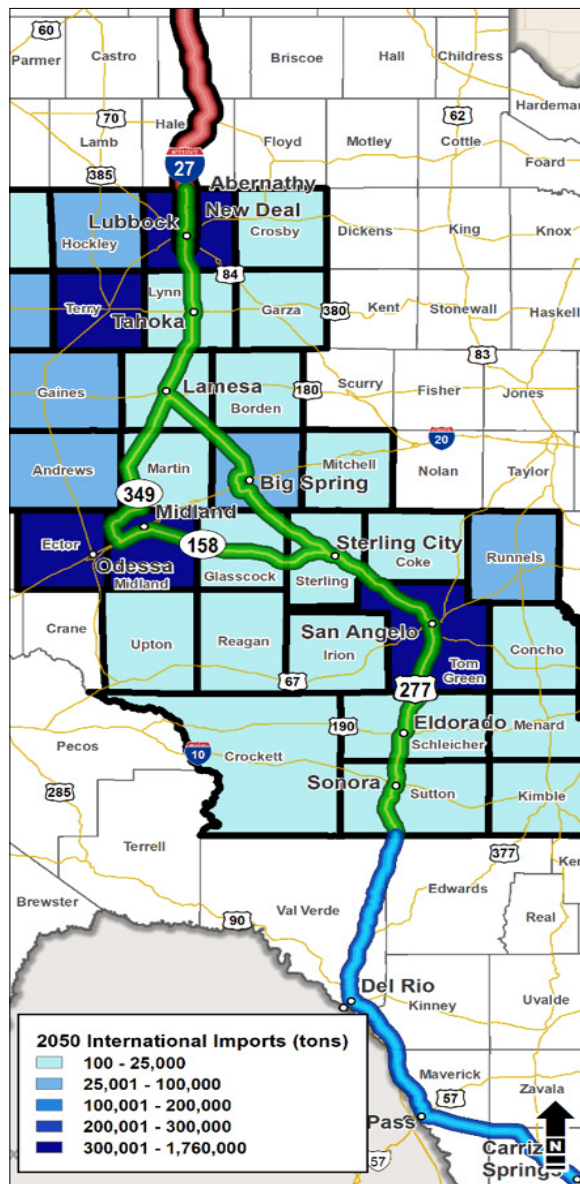 60
Parmer
Castro
Briscoe
Hall
Childress
Hardeman
70
Hale
62
Lamb
Floyd
Motley
Cottle
Foard
385
INTERSTATE
27
Abernathy
New Deal
Lubbock
Hockley
Crosby
Dickens
King
Knox
84
Terry
Lynn
Tahoka
Garza
380
Kent
Stonewall
Haskell
83
Gaines
Lamesa
Borden
180
Scurry
Fisher
Jones
20
Andrews
Martin
Mitchell
Nolan
Taylor
349
Big Spring
Midland
158
Sterling City
Ector
Odessa
Midland
Glasscock
Sterling
Coke
Runnels
Crane
Upton
Reagan
San Angelo
Irion
Tom
Green
Concho
67
277
Eldorado
190
Schleicher
Menard
Pecos
10
Crockett
Sonora
Sutton
Kimble
285
Terrell
377
Ker
Brewster
90
Val Verde
Edwards
Real
Del Rio
Kinney
Uvalde
2050 International Imports (tons)
100 - 25,000
25,001 - 100,000
100,001 - 200,000
200,001 - 300,000
300,001 - 1,760,000
Maverick
57
Zavala
Pass
N
Carriz
Springs
57